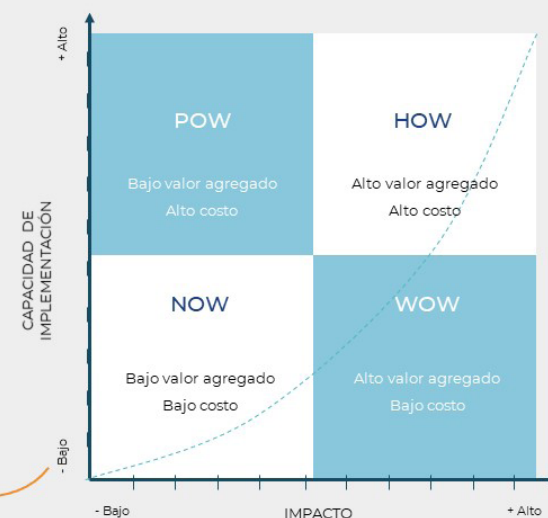 + Alto
CAPACIDAD DE
IMPLEMENTACIÓN
- Bajo
POW
Bajo valor agregado
Alto costo
HOW
Alto valor agregado
Alto costo
NOW
Bajo valor agregado
Bajo costo
WOW
Alto valor agregado
Bajo costo
- Bajo
IMPACTO
+ Alto